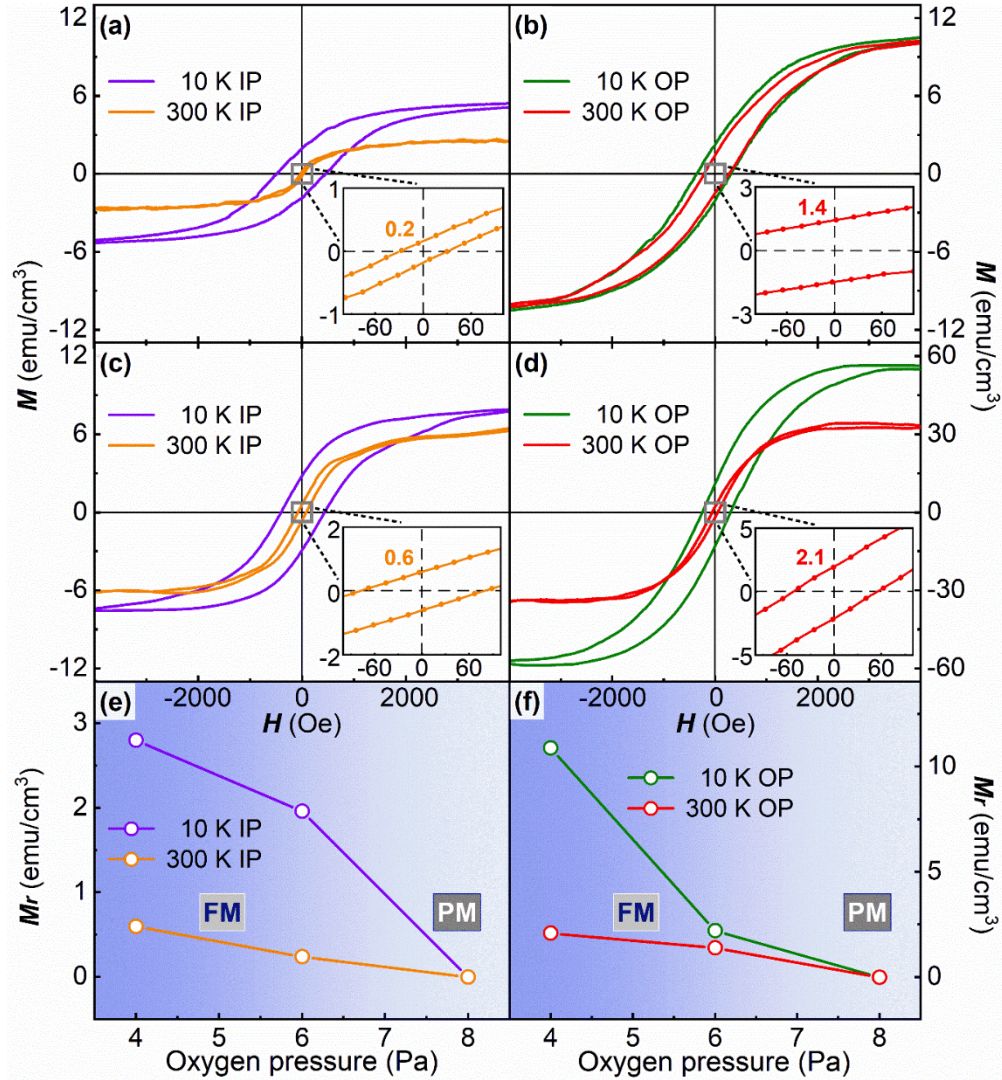 (a)
10 K IP
300 K IP
12
6
0
-6
-12
M (emu/cm³)
0.2
1
0
-1
-60 0 60
(b)
10 K OP
300 K OP
12
6
0
-6
-12
M (emu/cm³)
1.4
3
0
-3
-60 0 60
(c)
10 K IP
300 K IP
12
6
0
-6
-12
0.6
2
0
-2
-60 0 60
(d)
10 K OP
300 K OP
60
30
0
-30
-60
2.1
5
0
-5
-60 0 60
-2000 0 2000
H (Oe)
-2000 0 2000
H (Oe)
(e)
3
2
1
0
Mr (emu/cm³)
10 K IP
300 K IP
FM
PM
4 5 6 7 8
Oxygen pressure (Pa)
(f)
10 K OP
300 K OP
10
5
0
Mr (emu/cm³)
FM
PM
4 5 6 7 8
Oxygen pressure (Pa)